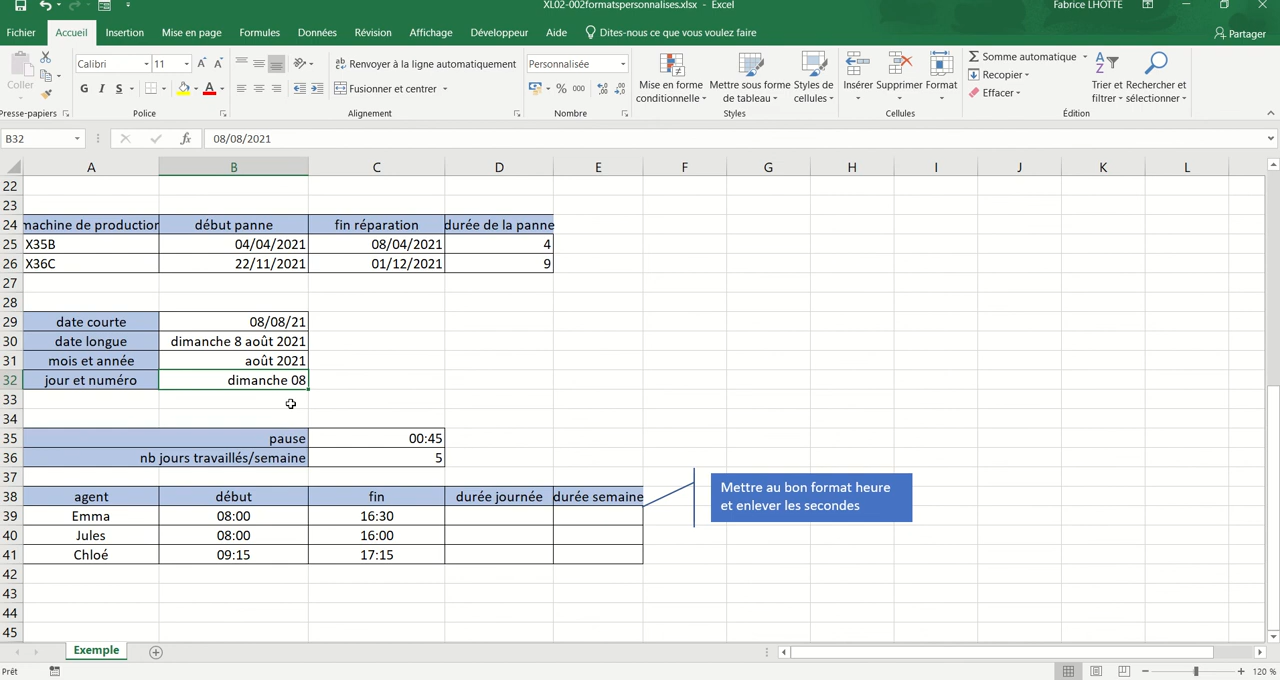 XL02-002formatspersonnalises.xlsx - Excel
Fabrice LHOTTE
Fichier Accueil Insertion Mise en page Formules Données Révision Affichage Développeur Aide Dites-nous ce que vous voulez faire Partager
Coller
Calibri 11
Renvoyer à la ligne automatiquement
Personnalisée
G I S A
Fusionner et centrer
% 000
Mise en forme conditionnelle
Mettre sous forme de tableau
Styles de cellules
Insérer Supprimer Format
Somme automatique
Recopier
Effacer
Trier et filtrer
Rechercher et sélectionner
Presse-papiers Police Alignement Nombre Styles Cellules Édition
B32 fx 08/08/2021
A B C D E F G H I J K L
22
23
24 machine de production début panne fin réparation durée de la panne
25 X35B 04/04/2021 08/04/2021 4
26 X36C 22/11/2021 01/12/2021 9
27
28
29 date courte 08/08/21
30 date longue dimanche 8 août 2021
31 mois et année août 2021
32 jour et numéro dimanche 08
33
34
35 pause 00:45
36 nb jours travaillés/semaine 5
37
38 agent début fin durée journée durée semaine
39 Emma 08:00 16:30
40 Jules 08:00 16:00
41 Chloé 09:15 17:15
42
43
44
45
Mettre au bon format heure
et enlever les secondes
Exemple
Prêt
120 %